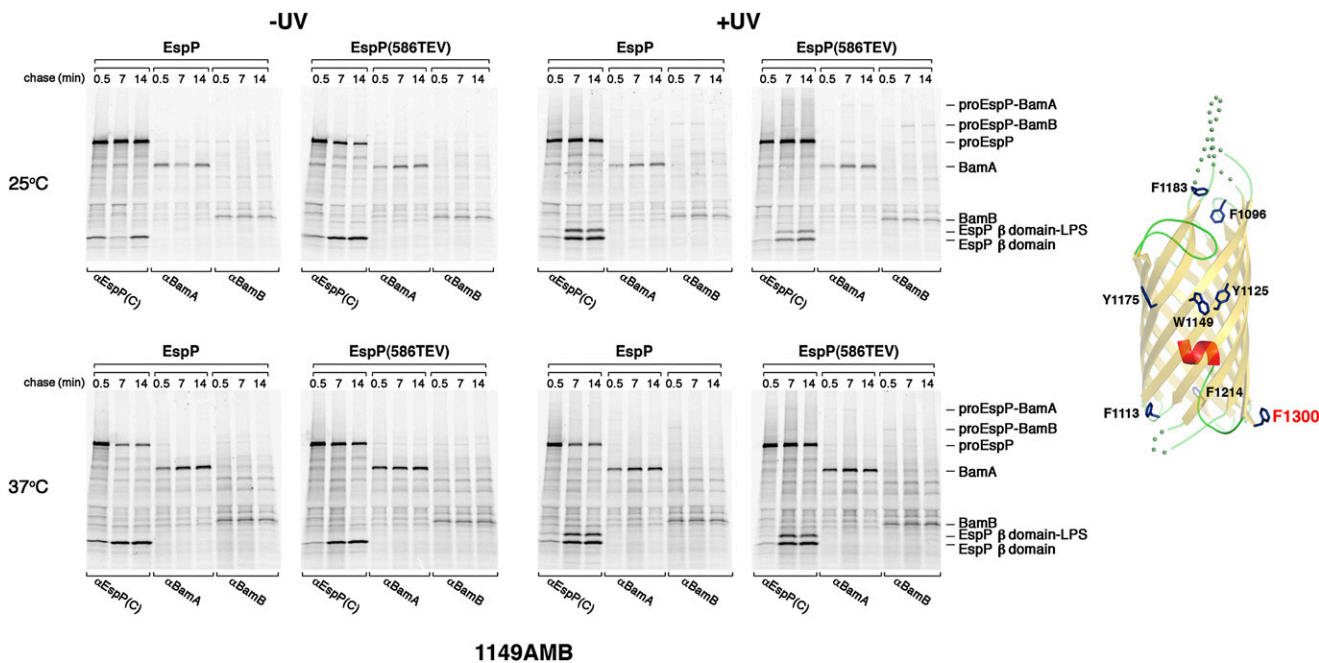 -UV +UV
EspP EspP(586TEV) EspP EspP(586TEV)
chase (min) 0.5 7 14 0.5 7 14 0.5 7 14 0.5 7 14 0.5 7 14 0.5 7 14 0.5 7 14 0.5 7 14 0.5 7 14 0.5 7 14 0.5 7 14 0.5 7 14
proEspP-BamA
proEspP-BamB
proEspP
BamA
25ºC
BamB
EspP β domain-LPS
EspP β domain
αEspP(C) αBamA αBamB αEspP(C) αBamA αBamB αEspP(C) αBamA αBamB αEspP(C) αBamA αBamB
EspP EspP(586TEV) EspP EspP(586TEV)
chase (min) 0.5 7 14 0.5 7 14 0.5 7 14 0.5 7 14 0.5 7 14 0.5 7 14 0.5 7 14 0.5 7 14 0.5 7 14 0.5 7 14 0.5 7 14 0.5 7 14
proEspP-BamA
proEspP-BamB
proEspP
BamA
37ºC
BamB
EspP β domain-LPS
EspP β domain
αEspP(C) αBamA αBamB αEspP(C) αBamA αBamB αEspP(C) αBamA αBamB αEspP(C) αBamA αBamB
1149AMB
F1183
F1096
Y1175
Y1125
W1149
F1214
F1113
F1300